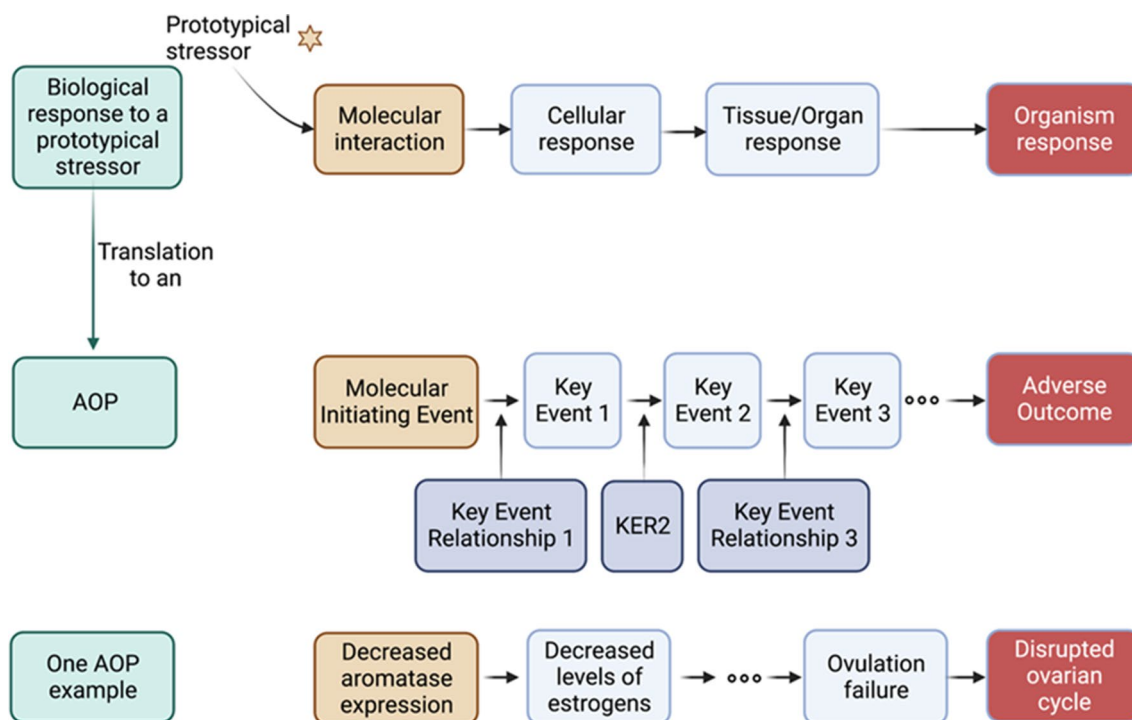 Prototypical
stressor
Biological
response to a
prototypical
stressor
Molecular
interaction
Cellular
response
Tissue/Organ
response
Organism
response
Translation
to an
AOP
Molecular
Initiating Event
Key
Event 1
Key
Event 2
Key
Event 3
Adverse
Outcome
Key Event
Relationship 1
KER2
Key Event
Relationship 3
One AOP
example
Decreased
aromatase
expression
Decreased
levels of
estrogens
Ovulation
failure
Disrupted
ovarian
cycle